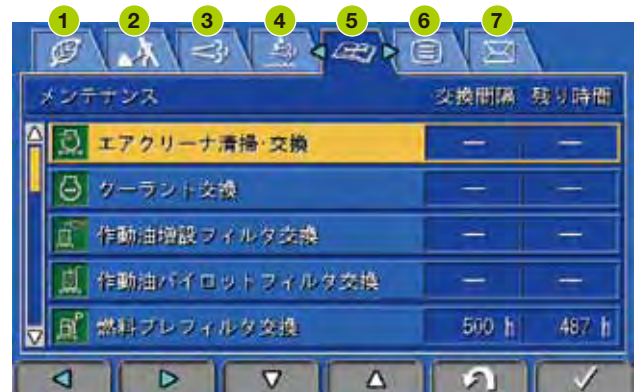 1 2 3 4 5 6 7
メンテナンス 交換間隔 残り時間
エアクリーナ清掃・交換 — —
クーラント交換 — —
作動油増設フィルタ交換 — —
作動油パイロットフィルタ交換 — —
燃料プレフィルタ交換 500 h 487 h